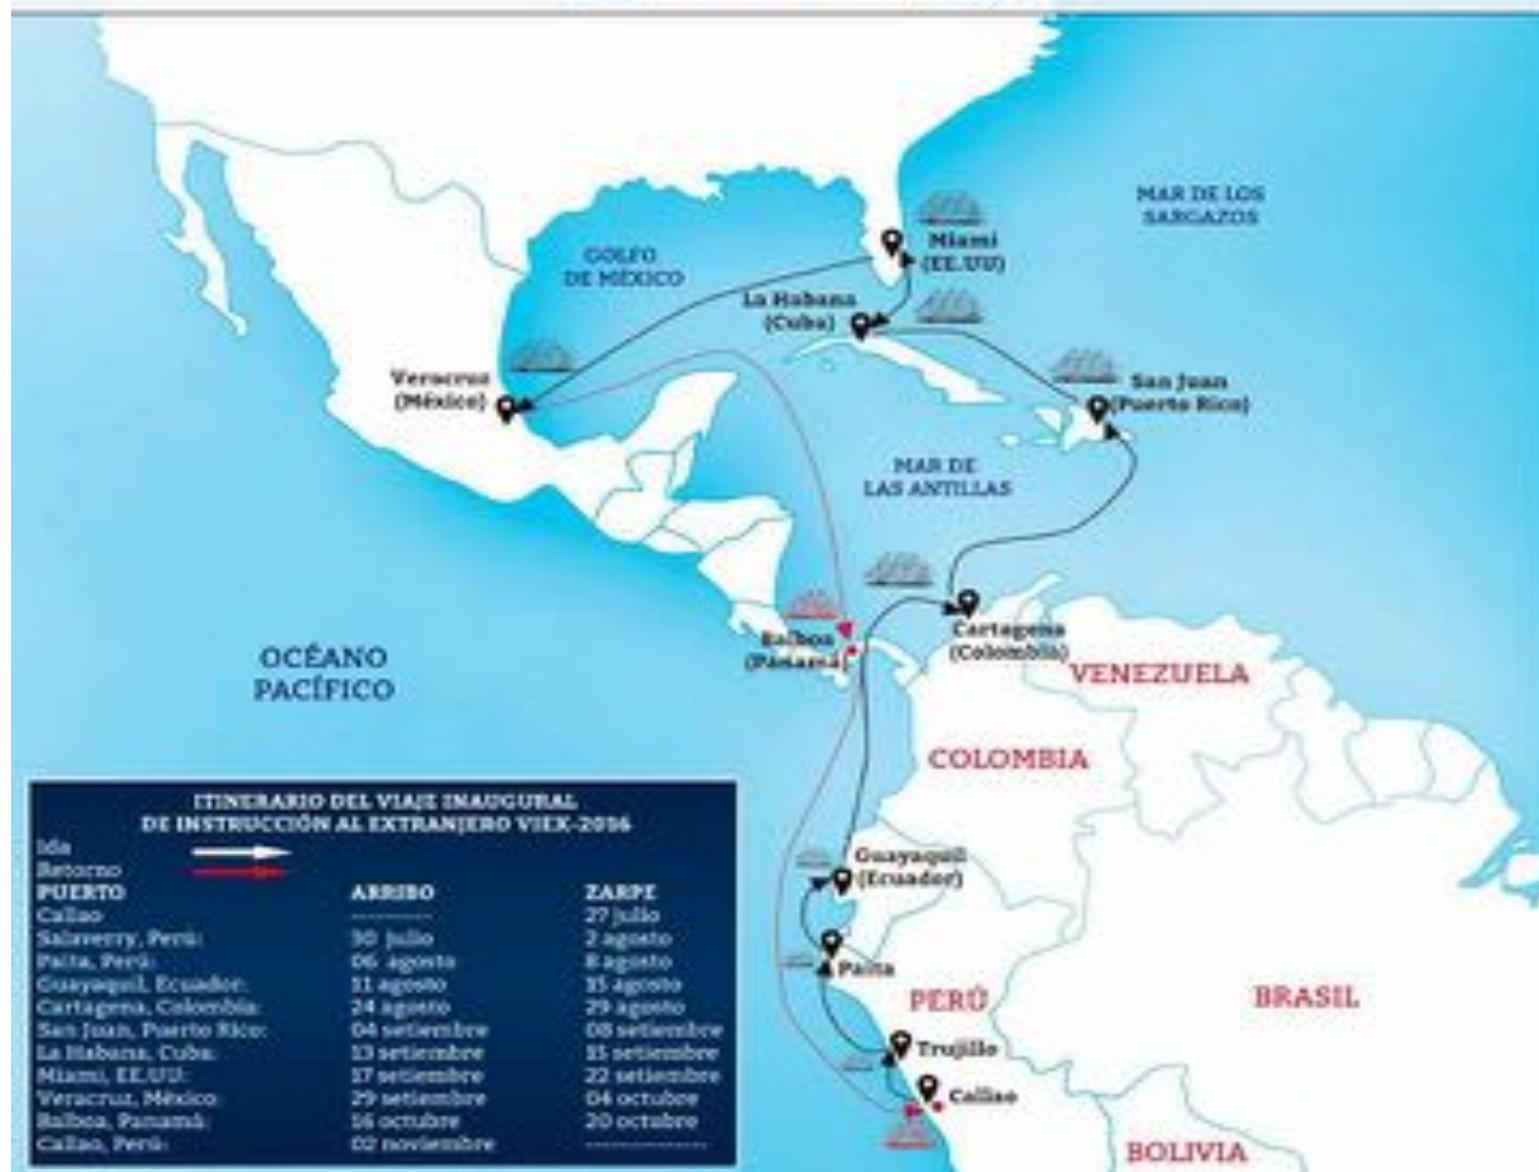 MAR DE LOS
SARGAZOS
GOLFO
DE MÉXICO
Miami
(EE.UU)
La Habana
(Cuba)
Veracruz
(México)
San Juan
(Puerto Rico)
MAR DE
LAS ANTILLAS
Balboa
(Panamá)
Cartagena
(Colombia)
OCÉANO
PACÍFICO
VENEZUELA
COLOMBIA
Guayaquil
(Ecuador)
Paita
PERÚ
BRASIL
Trujillo
Callao
BOLIVIA
ITINERARIO DEL VIAJE INAUGURAL
DE INSTRUCCIÓN AL EXTRANJERO VIEX-2016
Ida
Retorno
PUERTO ARRIBO ZARPE
Callao ---------- 27 julio
Salaverry, Perú: 30 julio 2 agosto
Paita, Perú: 06 agosto 8 agosto
Guayaquil, Ecuador: 11 agosto 15 agosto
Cartagena, Colombia: 24 agosto 29 agosto
San Juan, Puerto Rico: 04 setiembre 08 setiembre
La Habana, Cuba: 13 setiembre 15 setiembre
Miami, EE.UU: 17 setiembre 22 setiembre
Veracruz, México: 29 setiembre 04 octubre
Balboa, Panamá: 16 octubre 20 octubre
Callao, Perú: 02 noviembre ---------------